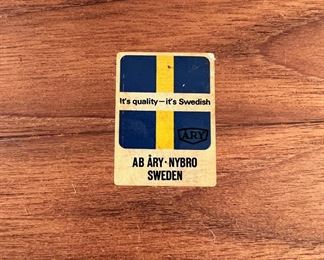 It's quality—it's Swedish
ÅRY
AB ÅRY·NYBRO
SWEDEN